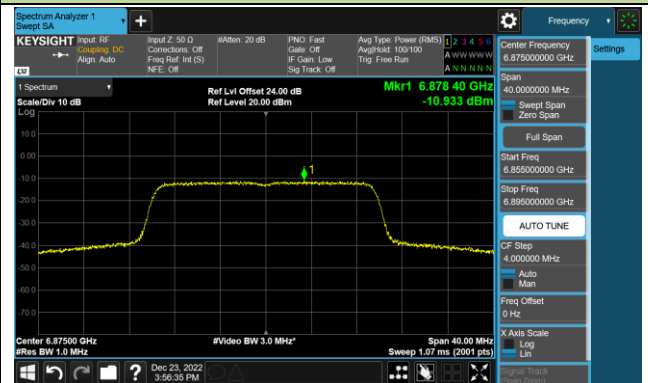 Spectrum Analyzer 1
Swept SA
Frequency
KEYSIGHT
Input: RF
Coupling: DC
Align: Auto
Input Z: 50 Ω
Corrections: Off
Freq Ref: Int (S)
NFE: Off
#Atten: 20 dB
PNO: Fast
Gate: Off
IF Gain: Low
Sig Track: Off
Avg Type: Power (RMS)
Avg|Hold: 100/100
Trig: Free Run
1 2 3 4 5 6
A W W W W W
A N N N N N
LXI
1 Spectrum
Scale/Div 10 dB
Log
Ref Lvl Offset 24.00 dB
Ref Level 20.00 dBm
Mkr1 6.878 40 GHz
-10.933 dBm
10.0
0.00
-10.0
-20.0
-30.0
-40.0
-50.0
-60.0
-70.0
1
Center 6.87500 GHz
#Res BW 1.0 MHz
#Video BW 3.0 MHz*
Span 40.00 MHz
Sweep 1.07 ms (2001 pts)
Dec 23, 2022
3:56:35 PM
?
Center Frequency
6.875000000 GHz
Settings
Span
40.0000000 MHz
Swept Span
Zero Span
Full Span
Start Freq
6.855000000 GHz
Stop Freq
6.895000000 GHz
AUTO TUNE
CF Step
4.000000 MHz
Auto
Man
Freq Offset
0 Hz
X Axis Scale
Log
Lin
Signal Track
(Span Zoom)